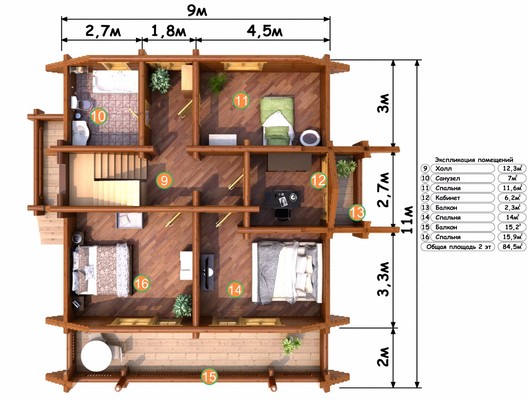 9м
2,7м 1,8м 4,5м
10
11
3м
9
12
2,7м
13
11м
16
14
3,3м
15
2м
Экспликация помещений
9 Холл 12,3м²
10 Санузел 7м²
11 Спальня 11,6м²
12 Кабинет 6,2м²
13 Балкон 2,3м²
14 Спальня 14м²
15 Балкон 15,2²
16 Спальня 15,9м²
Общая площадь 2 эт 84,5м²